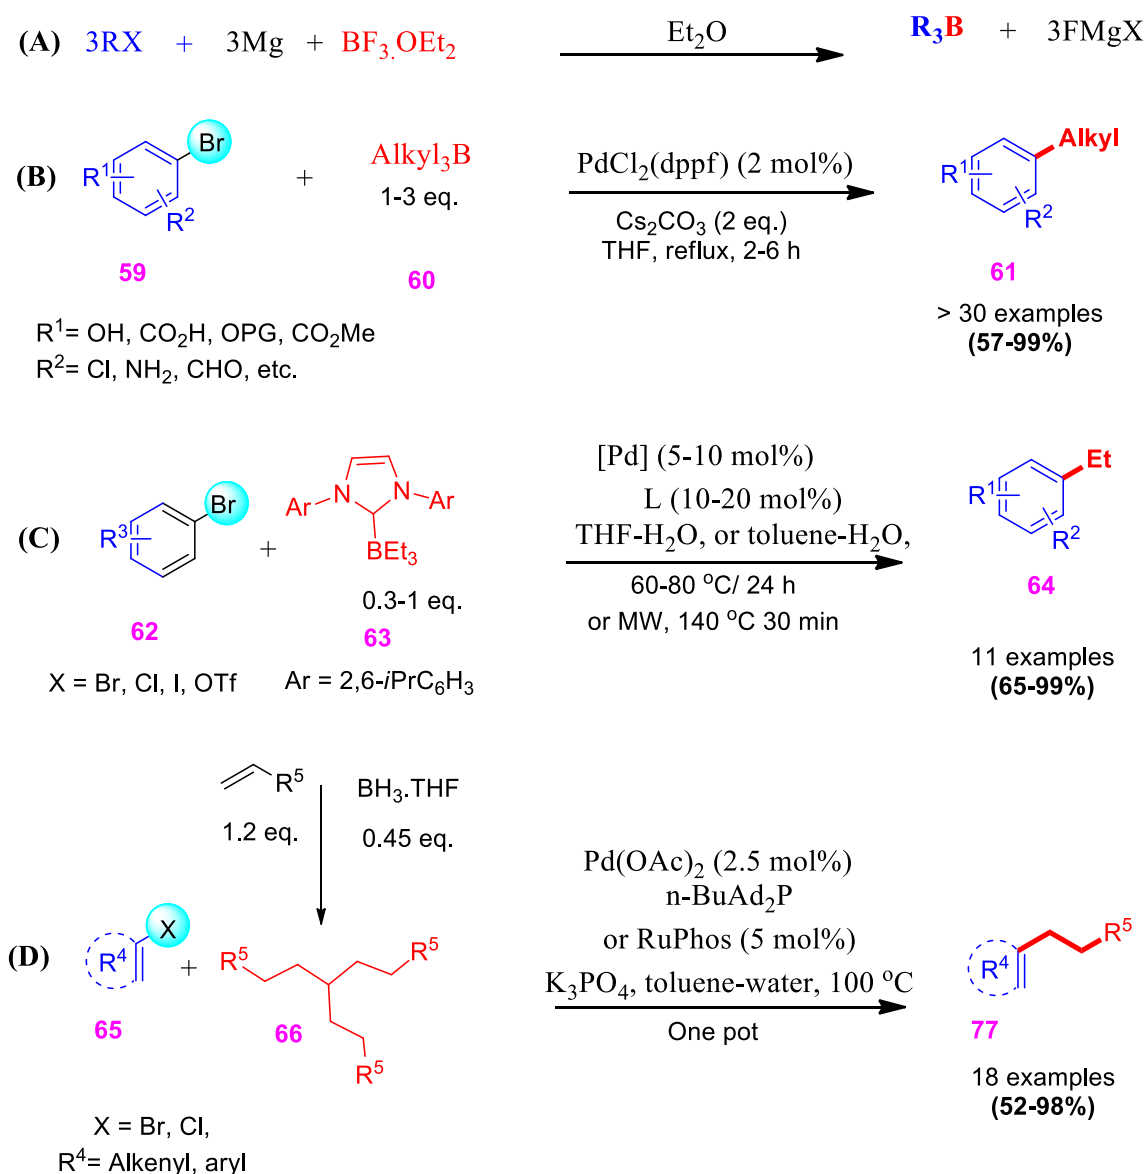 (A) 3RX + 3Mg + BF₃.OEt₂ Et₂O R₃B + 3FMgX
(B) Br R¹ R² 59
+
Alkyl₃B
1-3 eq.
60
PdCl₂(dppf) (2 mol%)
Cs₂CO₃ (2 eq.)
THF, reflux, 2-6 h
Alkyl R¹ R² 61
> 30 examples
(57-99%)
R¹= OH, CO₂H, OPG, CO₂Me
R²= Cl, NH₂, CHO, etc.
(C) Br R³ 62
+
N N Ar Ar
BEt₃
0.3-1 eq.
63
[Pd] (5-10 mol%)
L (10-20 mol%)
THF-H₂O, or toluene-H₂O,
60-80 °C/ 24 h
or MW, 140 °C 30 min
Et R¹ R² 64
11 examples
(65-99%)
X = Br, Cl, I, OTf
Ar = 2,6-iPrC₆H₃
R⁵
1.2 eq.
BH₃.THF
0.45 eq.
(D) X R⁴ 65
+
R⁵ R⁵ R⁵ 66
Pd(OAc)₂ (2.5 mol%)
n-BuAd₂P
or RuPhos (5 mol%)
K₃PO₄, toluene-water, 100 °C
One pot
R⁴ R⁵ 77
18 examples
(52-98%)
X = Br, Cl,
R⁴= Alkenyl, aryl